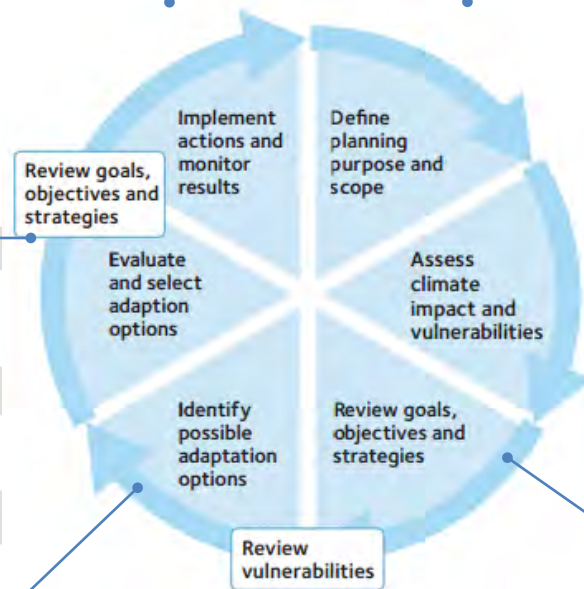 Implement
actions and
monitor
results
Define
planning
purpose and
scope
Review goals,
objectives and
strategies
Evaluate
and select
adaption
options
Assess
climate
impact and
vulnerabilities
Identify
possible
adaptation
options
Review goals,
objectives and
strategies
Review
vulnerabilities